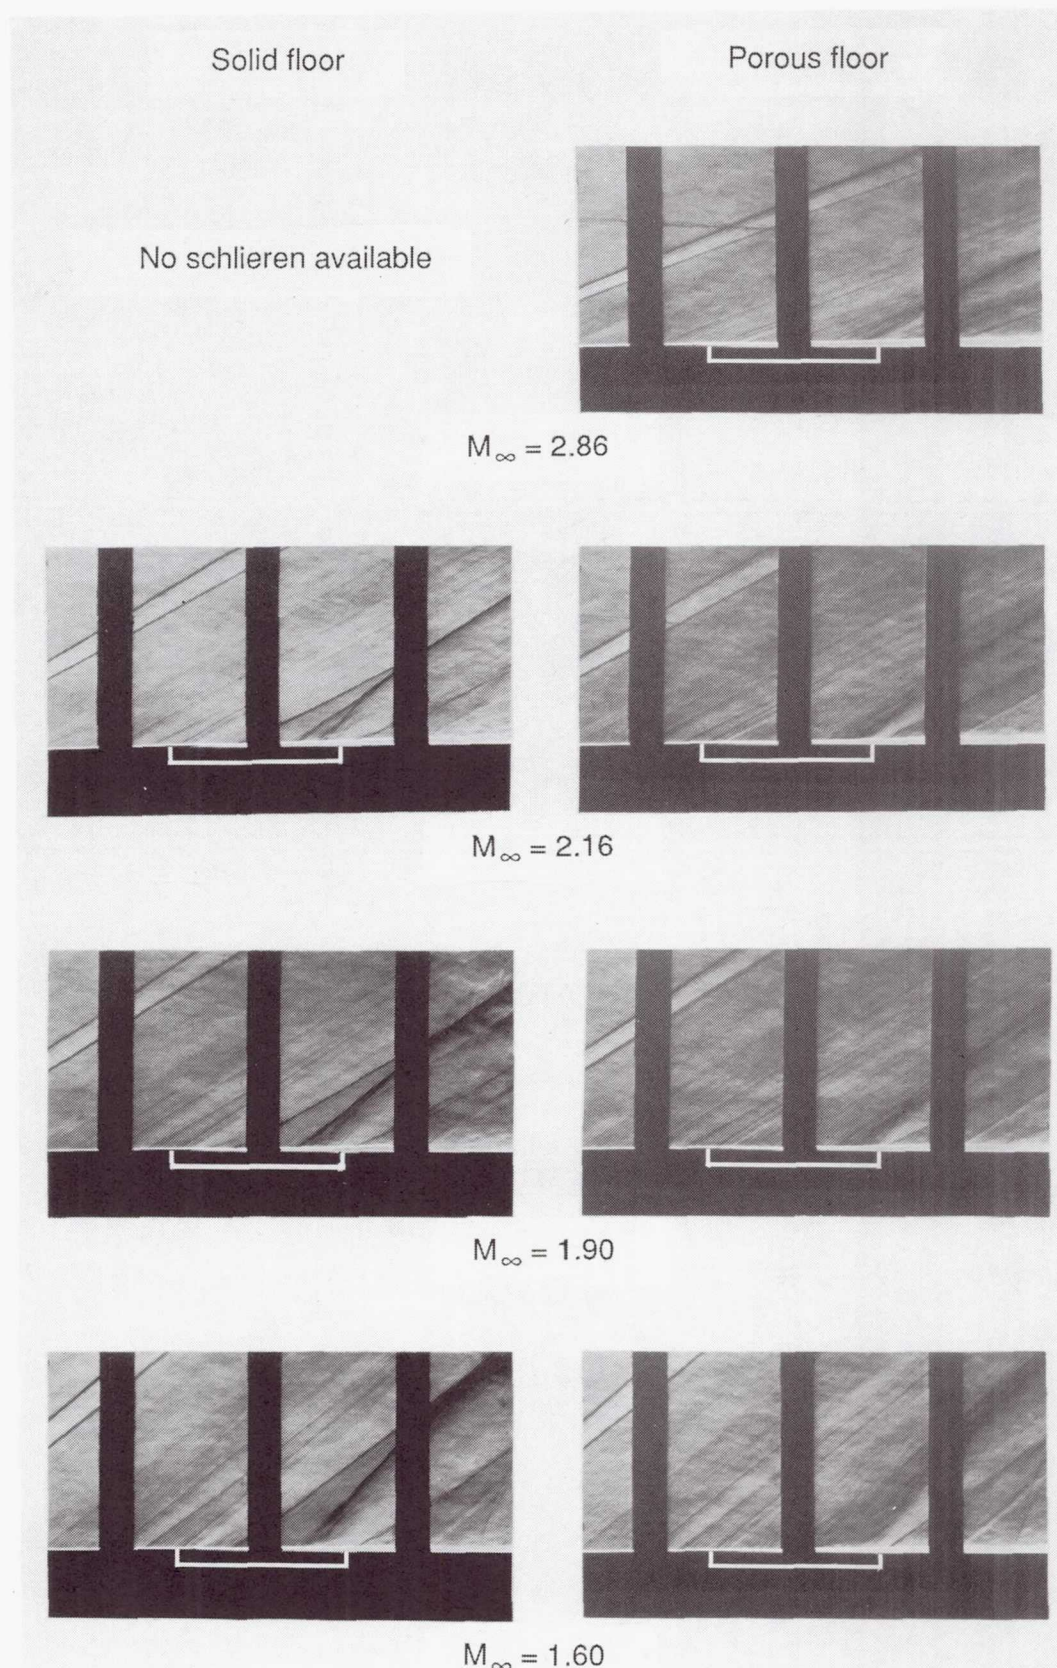 Solid floor
Porous floor
No schlieren available
M∞ = 2.86
M∞ = 2.16
M∞ = 1.90
M∞ = 1.60